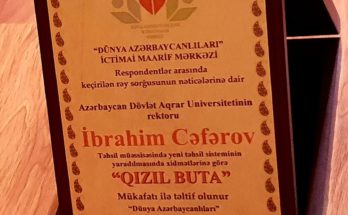 "DÜNYA AZƏRBAYCANLILARI"
İCTİMAİ MAARİF MƏRKƏZİ
Respondentlər arasında
keçirilən rəy sorğusunun nəticələrinə dair
Azərbaycan Dövlət Aqrar Universitetinin
rektoru
İbrahim Cəfərov
Təhsil müəssisəsində yeni təhsil sisteminin
yaradılmasında xidmətlərinə görə
"QIZIL BUTA"
Mükafatı ilə təltif olunur
"Dünya Azərbaycanlıları"